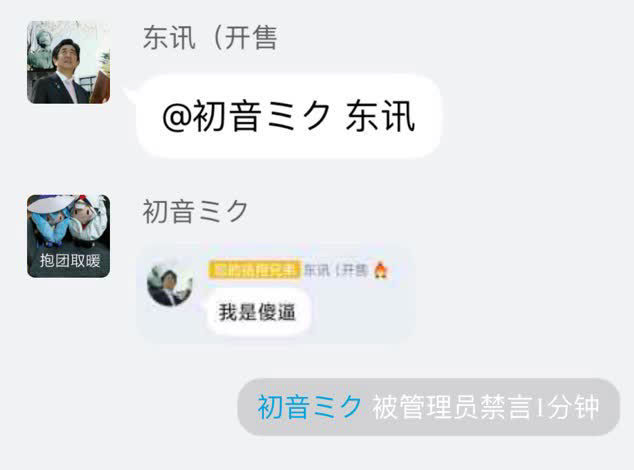 东讯（开售
@初音ミク 东讯
初音ミク
抱团取暖
东讯（开售
我是傻逼
初音ミク 被管理员禁言1分钟